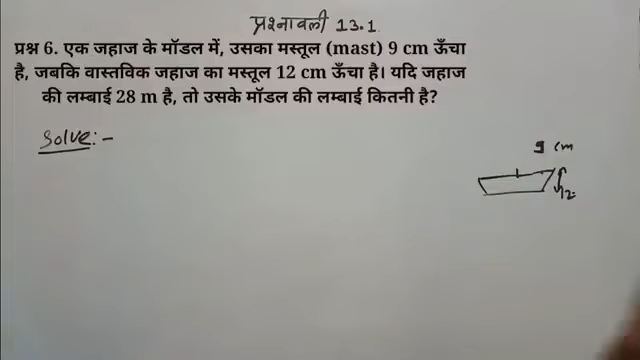 प्रश्नावली 13.1
प्रश्न 6. एक जहाज के मॉडल में, उसका मस्तूल (mast) 9 cm ऊँचा
है, जबकि वास्तविक जहाज का मस्तूल 12 cm ऊँचा है। यदि जहाज
की लम्बाई 28 m है, तो उसके मॉडल की लम्बाई कितनी है?
Solve:-
9 cm
12